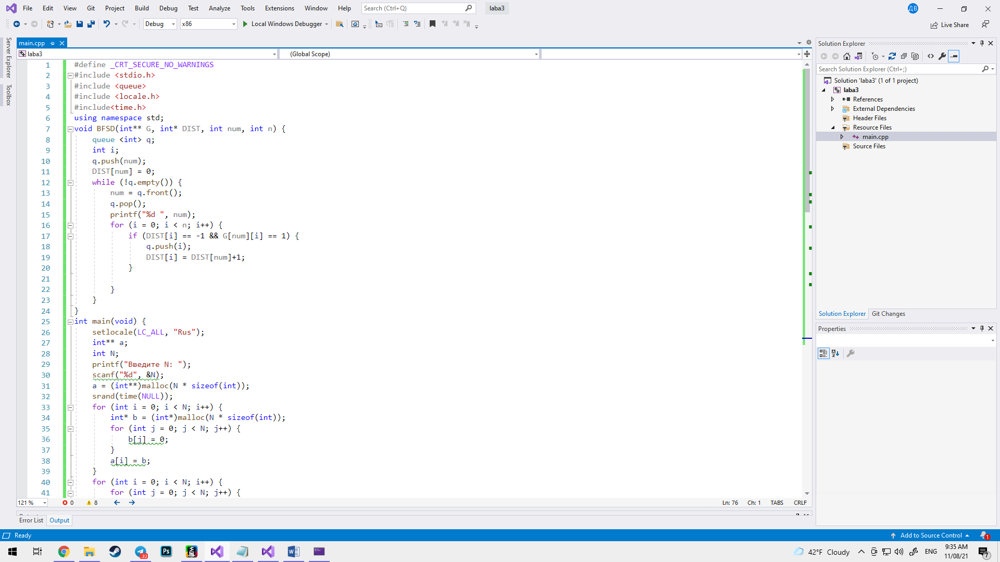 File Edit View Git Project Build Debug Test Analyze Tools Extensions Window Help Search (Ctrl+Q) laba3 ДВ
Debug x86 Local Windows Debugger Live Share
Server Explorer
Toolbox
main.cpp
laba3 (Global Scope)
1 #define _CRT_SECURE_NO_WARNINGS
2 #include <stdio.h>
3 #include <queue>
4 #include <locale.h>
5 #include<time.h>
6 using namespace std;
7 void BFSD(int** G, int* DIST, int num, int n) {
8 queue <int> q;
9 int i;
10 q.push(num);
11 DIST[num] = 0;
12 while (!q.empty()) {
13 num = q.front();
14 q.pop();
15 printf("%d ", num);
16 for (i = 0; i < n; i++) {
17 if (DIST[i] == -1 && G[num][i] == 1) {
18 q.push(i);
19 DIST[i] = DIST[num]+1;
20 }
21
22 }
23 }
24 }
25 int main(void) {
26 setlocale(LC_ALL, "Rus");
27 int** a;
28 int N;
29 printf("Введите N: ");
30 scanf("%d", &N);
31 a = (int**)malloc(N * sizeof(int));
32 srand(time(NULL));
33 for (int i = 0; i < N; i++) {
34 int* b = (int*)malloc(N * sizeof(int));
35 for (int j = 0; j < N; j++) {
36 b[j] = 0;
37 }
38 a[i] = b;
39 }
40 for (int i = 0; i < N; i++) {
41 for (int j = 0; j < N; j++) {
121 % 0 8 Ln: 76 Ch: 1 TABS CRLF
Error List Output
Solution Explorer
Search Solution Explorer (Ctrl+;)
Solution 'laba3' (1 of 1 project)
laba3
References
External Dependencies
Header Files
Resource Files
main.cpp
Source Files
Solution Explorer Git Changes
Properties
Ready Add to Source Control 1
Ps .32 42°F Cloudy ENG 9:35 AM
11/08/21 7